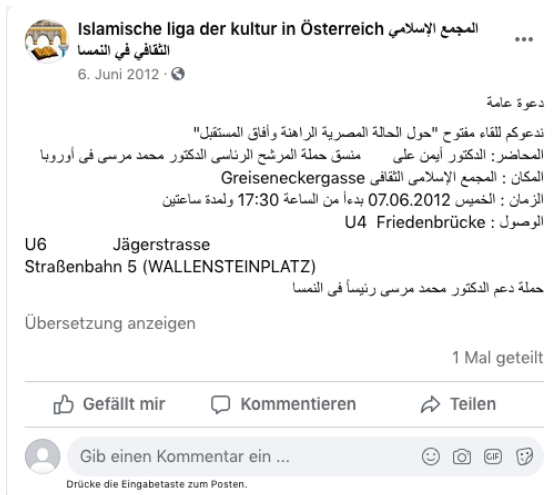 Islamische liga der kultur in Österreich المجمع الإسلامي
الثقافي في النمسا
6. Juni 2012
دعوة عامة
ندعوكم للقاء مفتوح "حول الحالة المصرية الراهنة وأفاق المستقبل"
المحاضر: الدكتور أيمن على منسق حملة المرشح الرئاسى الدكتور محمد مرسى فى أوروبا
المكان : المجمع الإسلامى الثقافى Greiseneckergasse
الزمان : الخميس 07.06.2012 بدءاً من الساعة 17:30 ولمدة ساعتين
الوصول : U4 Friedenbrücke
U6 Jägerstrasse
Straßenbahn 5 (WALLENSTEINPLATZ)
حملة دعم الدكتور محمد مرسى رئيساً فى النمسا
Übersetzung anzeigen
1 Mal geteilt
Gefällt mir Kommentieren Teilen
Gib einen Kommentar ein ... GIF
Drücke die Eingabetaste zum Posten.